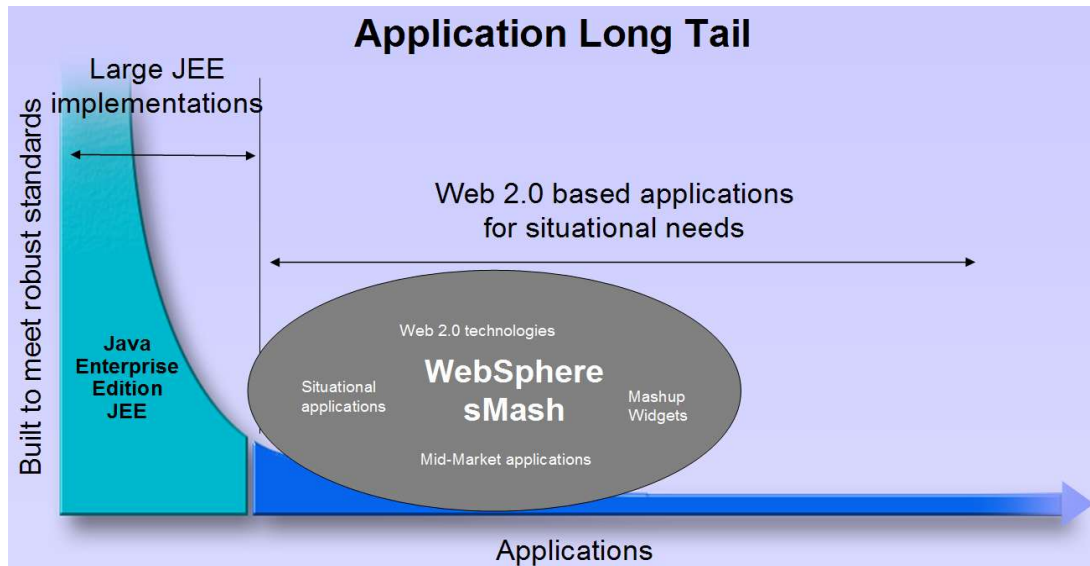 Application Long Tail
Large JEE
implementations
Built to meet robust standards
Web 2.0 based applications
for situational needs
Web 2.0 technologies
WebSphere
sMash
Situational
applications
Mashup
Widgets
Mid-Market applications
Java
Enterprise
Edition
JEE
Applications